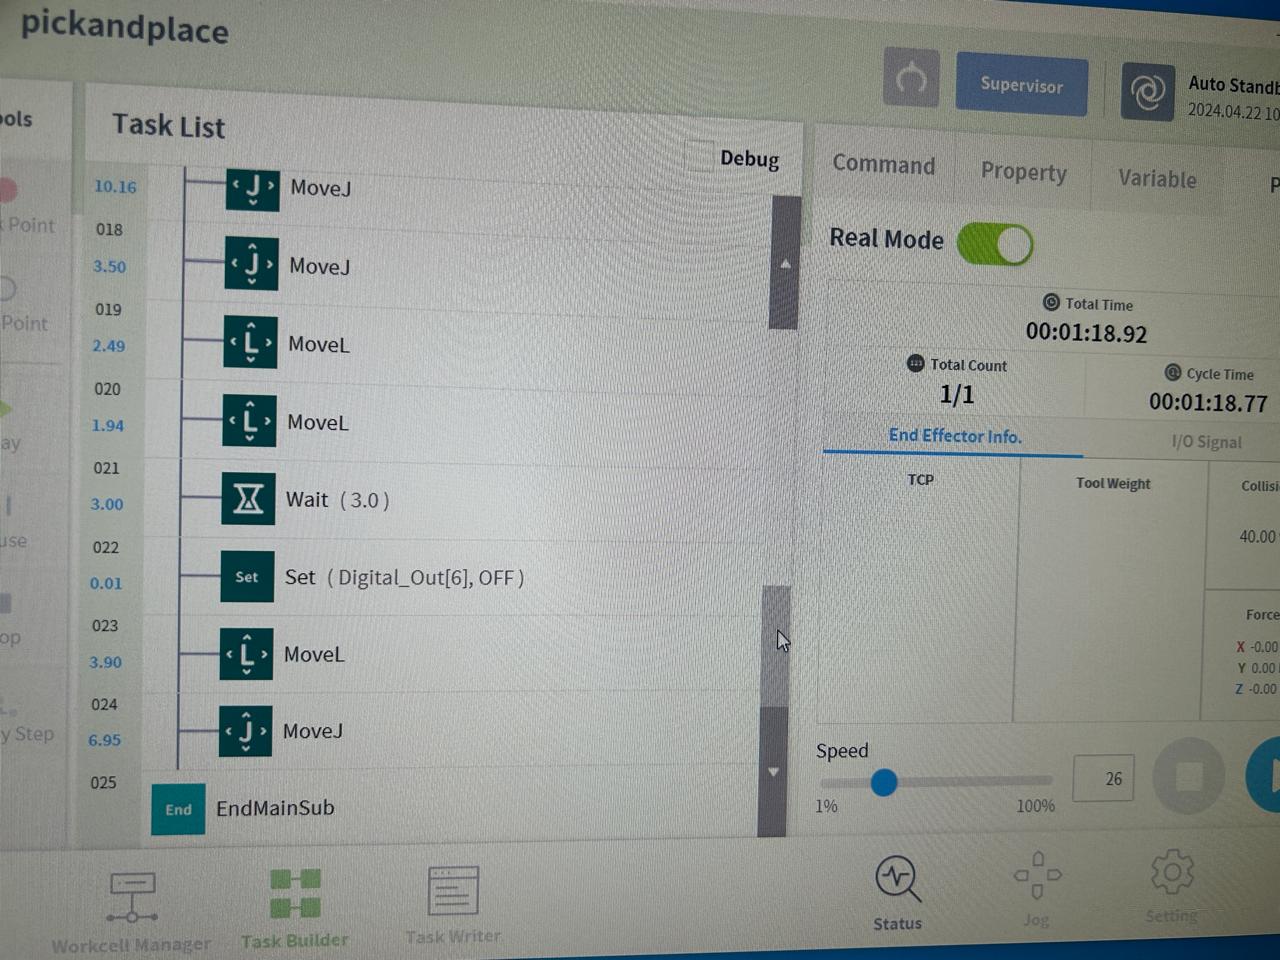 pickandplace
Supervisor
Auto Standb
2024.04.22 10
ools
Task List
Debug
Command
Property
Variable
P
Point
Point
ay
use
op
y Step
10.16
MoveJ
018
3.50
MoveJ
019
2.49
MoveL
020
1.94
MoveL
021
3.00
Wait ( 3.0 )
022
0.01
Set
Set ( Digital_Out[6], OFF )
023
3.90
MoveL
024
6.95
MoveJ
025
End
EndMainSub
Real Mode
Total Time
00:01:18.92
Total Count
1/1
Cycle Time
00:01:18.77
End Effector Info.
I/O Signal
TCP
Tool Weight
Collisi
40.00
Force
X -0.00
Y 0.00
Z -0.00
Speed
1%
100%
26
Workcell Manager
Task Builder
Task Writer
Status
Jog
Setting